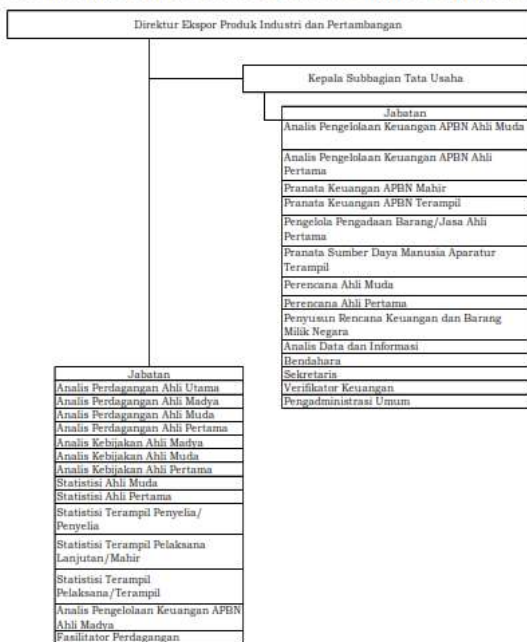 Direktur Ekspor Produk Industri dan Pertambangan
Kepala Subbagian Tata Usaha
Jabatan
Analis Pengelolaan Keuangan APBN Ahli Muda
Analis Pengelolaan Keuangan APBN Ahli
Pertama
Pranata Keuangan APBN Mahir
Pranata Keuangan APBN Terampil
Pengelola Pengadaan Barang/Jasa Ahli
Pertama
Pranata Sumber Daya Manusia Aparatur
Terampil
Perencana Ahli Muda
Perencana Ahli Pertama
Penyusun Rencana Keuangan dan Barang
Milik Negara
Analis Data dan Informasi
Bendahara
Sekretaris
Verifikator Keuangan
Pengadministrasi Umum
Jabatan
Analis Perdagangan Ahli Utama
Analis Perdagangan Ahli Madya
Analis Perdagangan Ahli Muda
Analis Perdagangan Ahli Pertama
Analis Kebijakan Ahli Madya
Analis Kebijakan Ahli Muda
Analis Kebijakan Ahli Pertama
Statistisi Ahli Muda
Statistisi Ahli Pertama
Statistisi Terampil Penyelia/
Penyelia
Statistisi Terampil Pelaksana
Lanjutan/Mahir
Statistisi Terampil
Pelaksana/Terampil
Analis Pengelolaan Keuangan APBN
Ahli Madya
Fasilitator Perdagangan